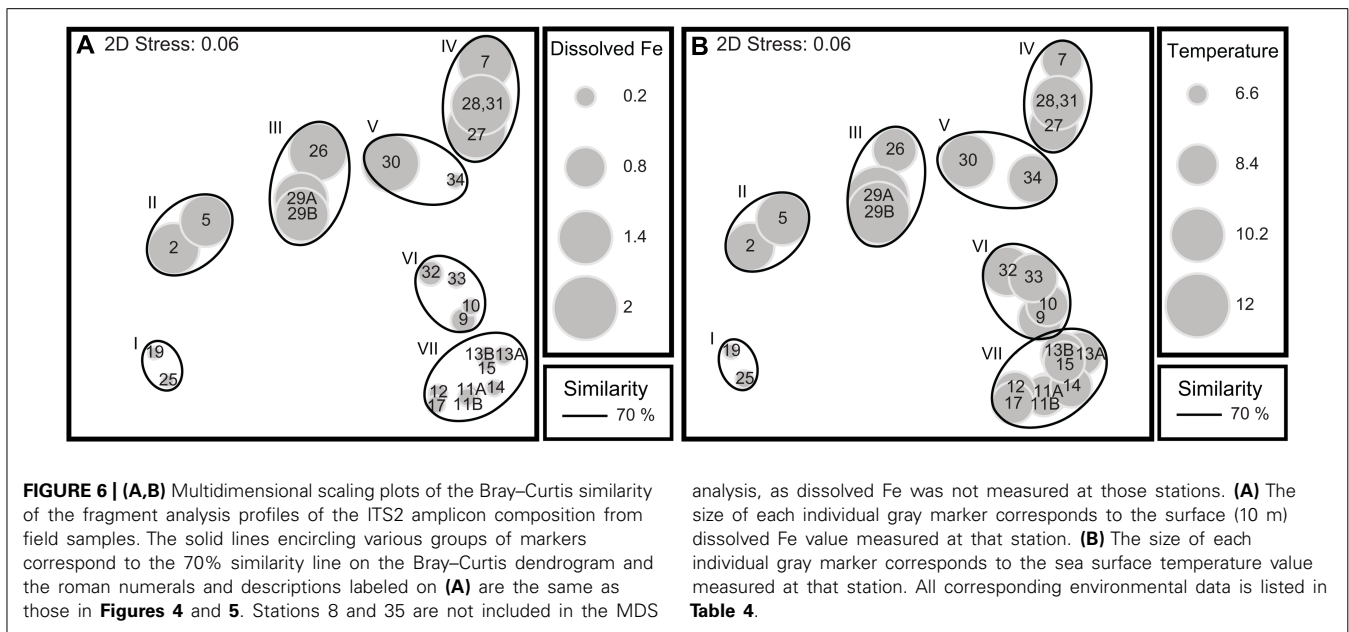 A 2D Stress: 0.06
IV
7
28,31
27
V
30
34
III
26
29A
29B
II
5
2
VI
32
33
10
9
I
19
25
VII
13B 13A
15
12
11A 14
17
11B
Dissolved Fe
0.2
0.8
1.4
2
Similarity
70 %
B 2D Stress: 0.06
IV
7
28,31
27
V
30
34
III
26
29A
29B
II
5
2
VI
32
33
10
9
I
19
25
VII
13B 13A
15
12
11A 14
17
11B
Temperature
6.6
8.4
10.2
12
Similarity
70 %
FIGURE 6 | (A,B) Multidimensional scaling plots of the Bray–Curtis similarity
of the fragment analysis profiles of the ITS2 amplicon composition from
field samples. The solid lines encircling various groups of markers
correspond to the 70% similarity line on the Bray–Curtis dendrogram and
the roman numerals and descriptions labeled on (A) are the same as
those in Figures 4 and 5. Stations 8 and 35 are not included in the MDS
analysis, as dissolved Fe was not measured at those stations. (A) The
size of each individual gray marker corresponds to the surface (10 m)
dissolved Fe value measured at that station. (B) The size of each
individual gray marker corresponds to the sea surface temperature value
measured at that station. All corresponding environmental data is listed in
Table 4.